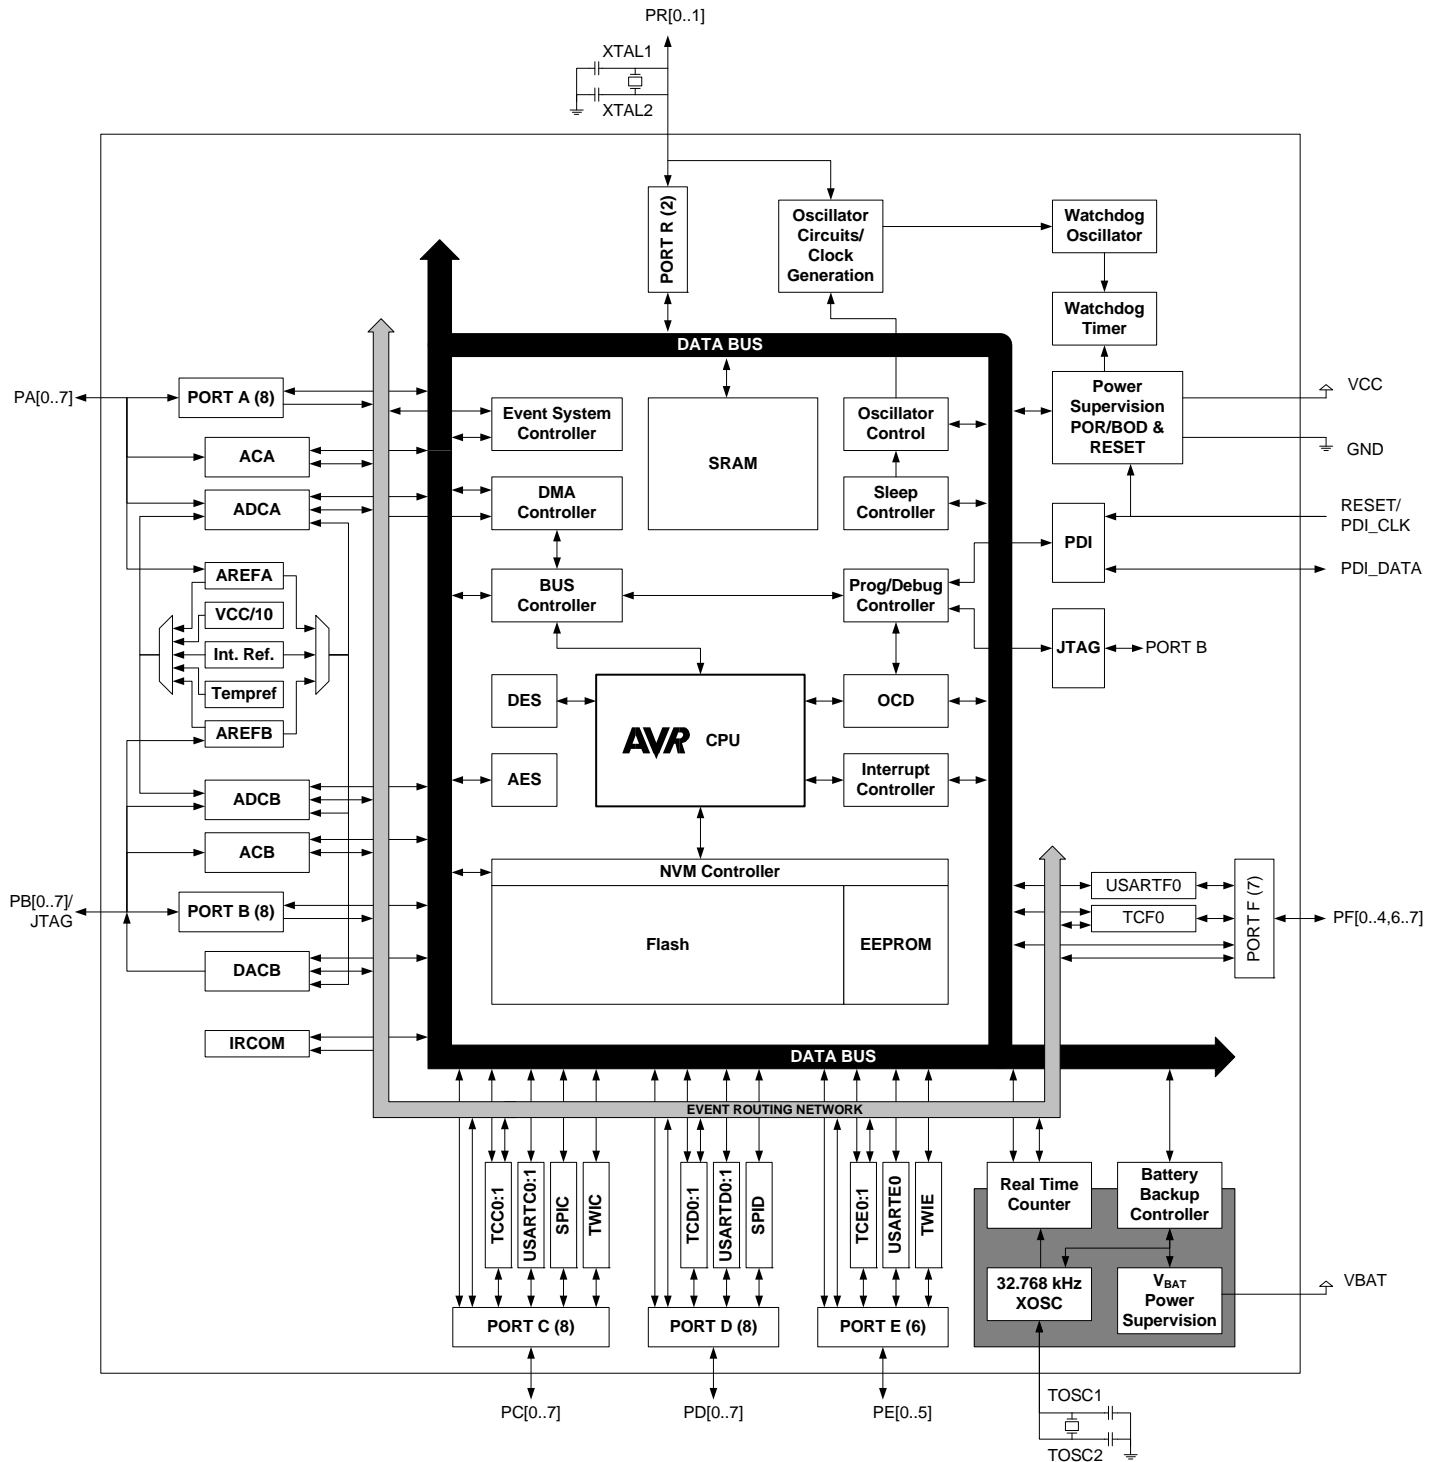 PR[0..1]
XTAL1
XTAL2
PORT R (2)
Oscillator
Circuits/
Clock
Generation
Watchdog
Oscillator
Watchdog
Timer
DATA BUS
PA[0..7]
PORT A (8)
Event System
Controller
SRAM
Oscillator
Control
Power
Supervision
POR/BOD &
RESET
VCC
GND
ACA
ADCA
DMA
Controller
Sleep
Controller
PDI
RESET/
PDI_CLK
PDI_DATA
AREFA
VCC/10
Int. Ref.
Tempref
AREFB
BUS
Controller
Prog/Debug
Controller
JTAG
PORT B
DES
AVR
CPU
OCD
AES
Interrupt
Controller
ADCB
ACB
PB[0..7]/
JTAG
PORT B (8)
DACB
IRCOM
NVM Controller
Flash
EEPROM
USARTF0
TCF0
PORT F (7)
PF[0..4,6..7]
DATA BUS
EVENT ROUTING NETWORK
TCC0:1
USARTC0:1
SPIC
TWIC
TCD0:1
USARTD0:1
SPID
TCE0:1
USARTE0
TWIE
Real Time
Counter
Battery
Backup
Controller
32.768 kHz
XOSC
VBAT
Power
Supervision
VBAT
PORT C (8)
PORT D (8)
PORT E (6)
PC[0..7]
PD[0..7]
PE[0..5]
TOSC1
TOSC2